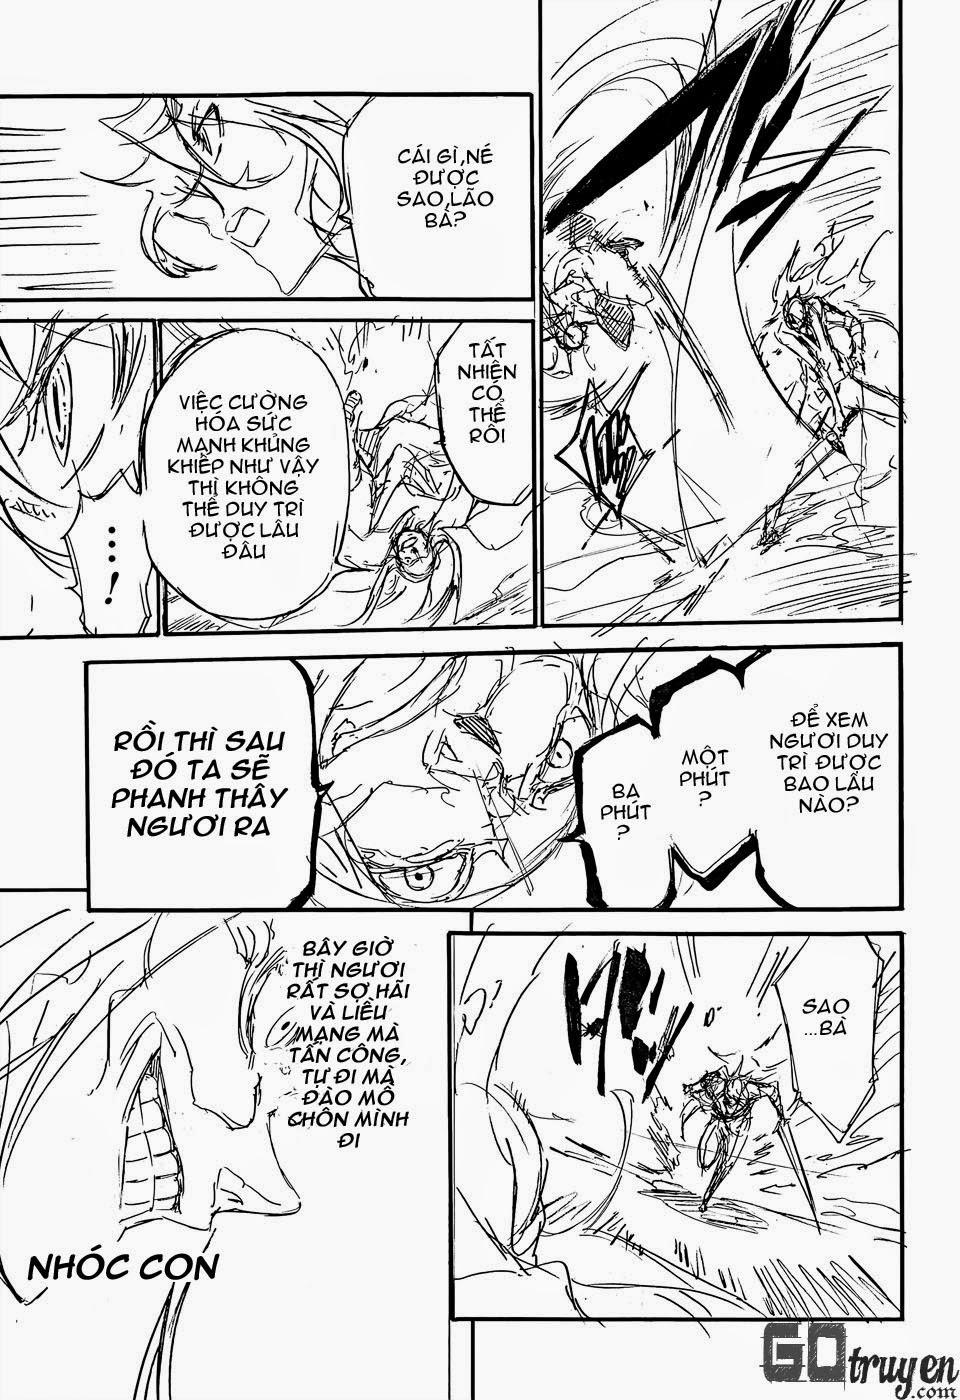 CÁI GÌ,NÉ
ĐƯỢC
SAO,LÃO
BÀ?
TẤT
NHIÊN
CÓ
THỂ
RỒI
VIỆC CƯỜNG
HÓA SỨC
MẠNH KHỦNG
KHIẾP NHƯ VẬY
THÌ KHÔNG
THỂ DUY TRÌ
ĐƯỢC LÂU
ĐÂU
...!
ĐỂ XEM
NGƯƠI DUY
TRÌ ĐƯỢC
BAO LÂU
NÀO?
MỘT
PHÚT
?
BA
PHÚT
?
RỒI THÌ SAU
ĐÓ TA SẼ
PHANH THÂY
NGƯƠI RA
SAO
...BÀ
BÂY GIỜ
THÌ NGƯƠI
RẤT SỢ HÃI
VÀ LIỀU
MẠNG MÀ
TẤN CÔNG,
TỰ ĐI MÀ
ĐÀO MỒ
CHÔN MÌNH
ĐI
NHÓC CON
GOtruyen
.com